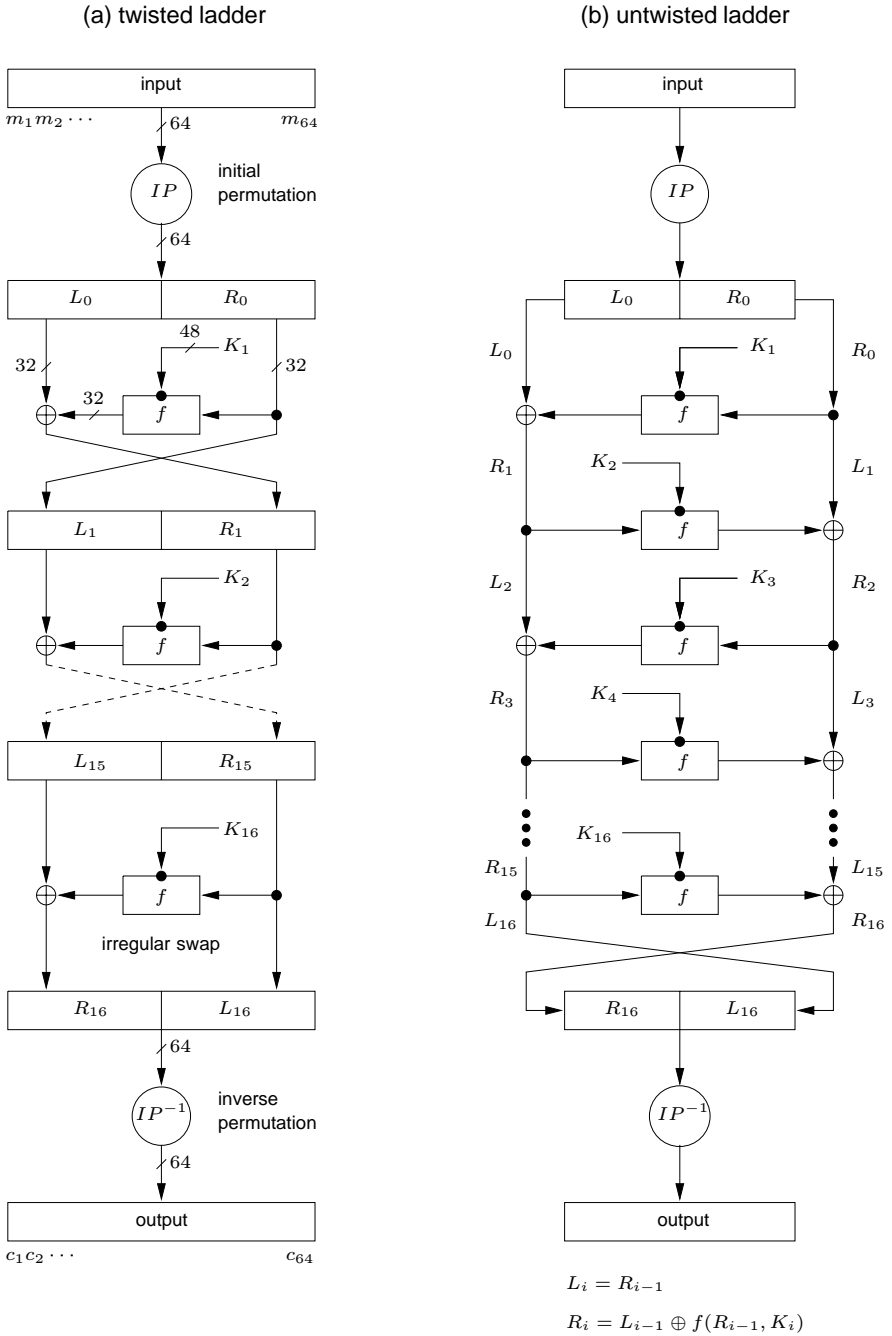 (a) twisted ladder
input
m₁m₂ ··· m₆₄
64
IP
initial
permutation
64
L₀ R₀
48
K₁
32
32
32
f
L₁ R₁
K₂
f
L₁₅ R₁₅
K₁₆
f
irregular swap
R₁₆ L₁₆
64
IP⁻¹
inverse
permutation
64
output
c₁c₂ ··· c₆₄
(b) untwisted ladder
input
IP
L₀ R₀
L₀ K₁ R₀
f
R₁ K₂ L₁
f
L₂ K₃ R₂
f
R₃ K₄ L₃
f
K₁₆
R₁₅ f L₁₅
L₁₆ R₁₆
R₁₆ L₁₆
IP⁻¹
output
Lᵢ = Rᵢ₋₁
Rᵢ = Lᵢ₋₁ ⊕ f(Rᵢ₋₁, Kᵢ)